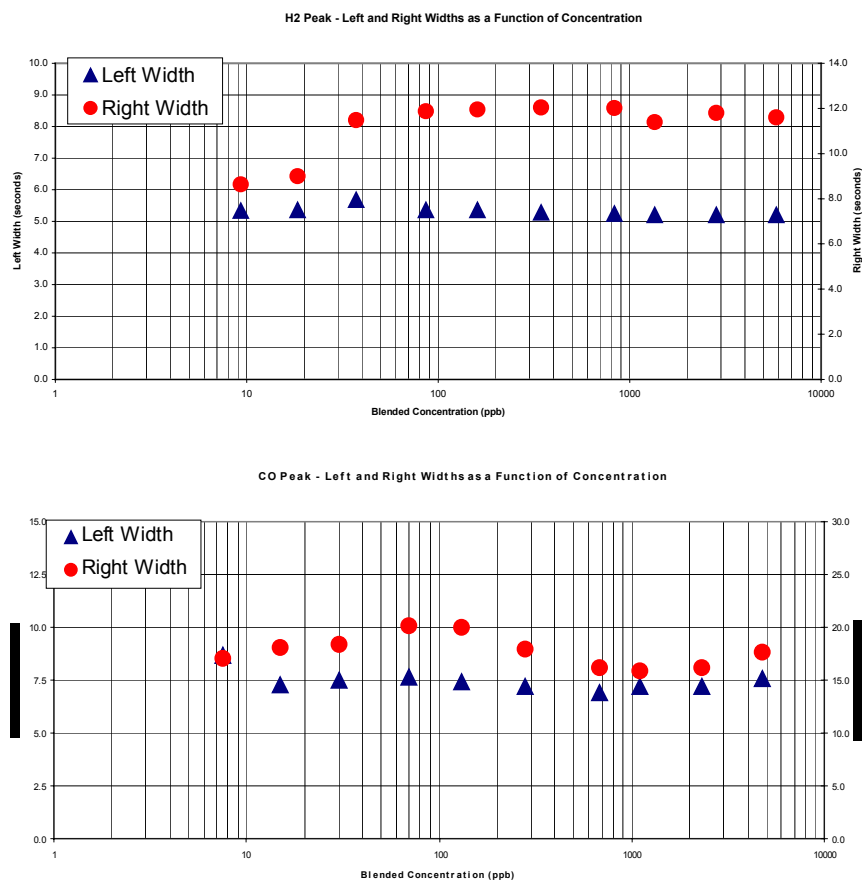 H2 Peak - Left and Right Widths as a Function of Concentration
Left Width
Right Width
10.0
9.0
8.0
7.0
6.0
5.0
4.0
3.0
2.0
1.0
0.0
Left Width (seconds)
14.0
12.0
10.0
8.0
6.0
4.0
2.0
0.0
Right Width (seconds)
1 10 100 1000 10000
Blended Concentration (ppb)
CO Peak - Left and Right Widths as a Function of Concentration
Left Width
Right Width
15.0
12.5
10.0
7.5
5.0
2.5
0.0
30.0
25.0
20.0
15.0
10.0
5.0
0.0
1 10 100 1000 10000
Blended Concentration (ppb)